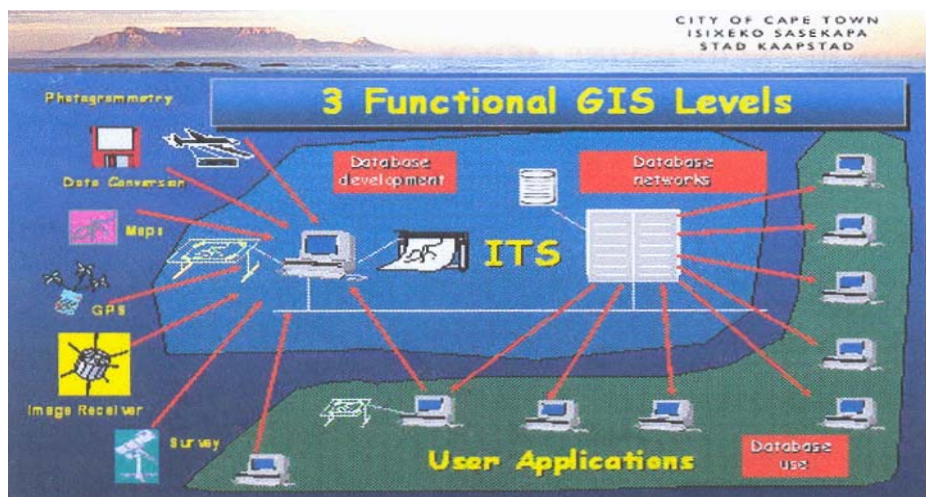 CITY OF CAPE TOWN
ISIXEKO SASEKAPA
STAD KAAPSTAD
3 Functional GIS Levels
Photogrammetry
Data Conversion
Maps
GPS
Image Receiver
Survey
Database
development
Database
networks
ITS
User Applications
Database
use